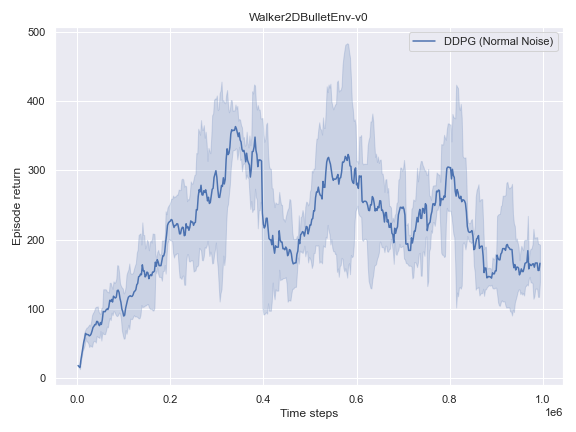 Walker2DBulletEnv-v0
DDPG (Normal Noise)
Episode return
500
400
300
200
100
0
0.0 0.2 0.4 0.6 0.8 1.0
1e6
Time steps